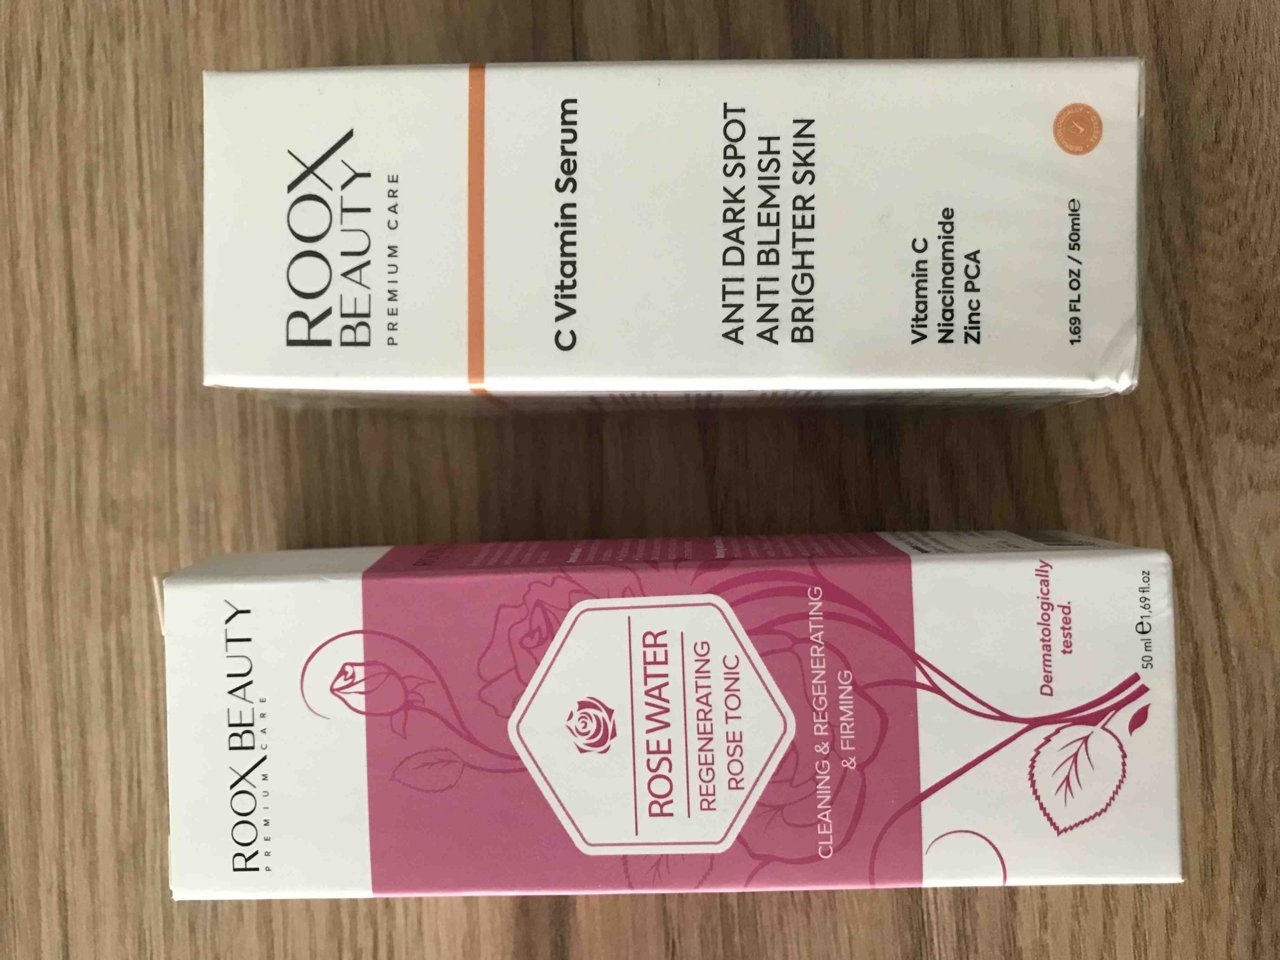 ROOX
BEAUTY
PREMIUM CARE
C Vitamin Serum
ANTI DARK SPOT
ANTI BLEMISH
BRIGHTER SKIN
Vitamin C
Niacinamide
Zinc PCA
1.69 FL OZ / 50ml℮
ROOX BEAUTY
PREMIUM CARE
ROSE WATER
REGENERATING
ROSE TONIC
CLEANING & REGENERATING
& FIRMING
Dermatologically
tested.
50 ml ℮1,69 fl.oz